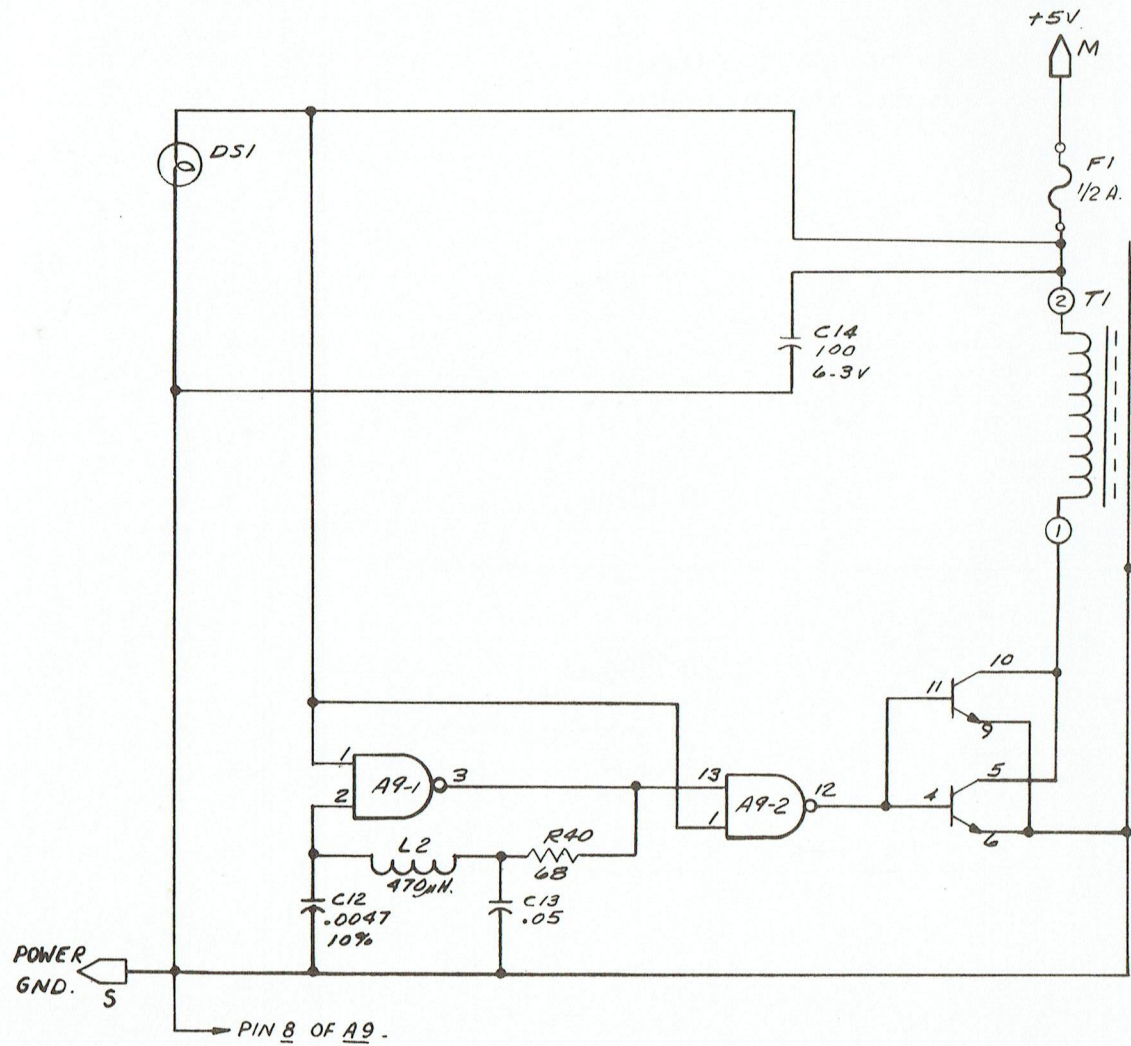 +5V.
M
DS1
F1
1/2 A.
2
T1
C14
100
6.3V
1
10
11
9
1
A9-1
3
2
13
A9-2
12
1
5
4
6
L2
470µH.
R40
68
C12
.0047
10%
C13
.05
POWER
GND.
S
PIN 8 OF A9.